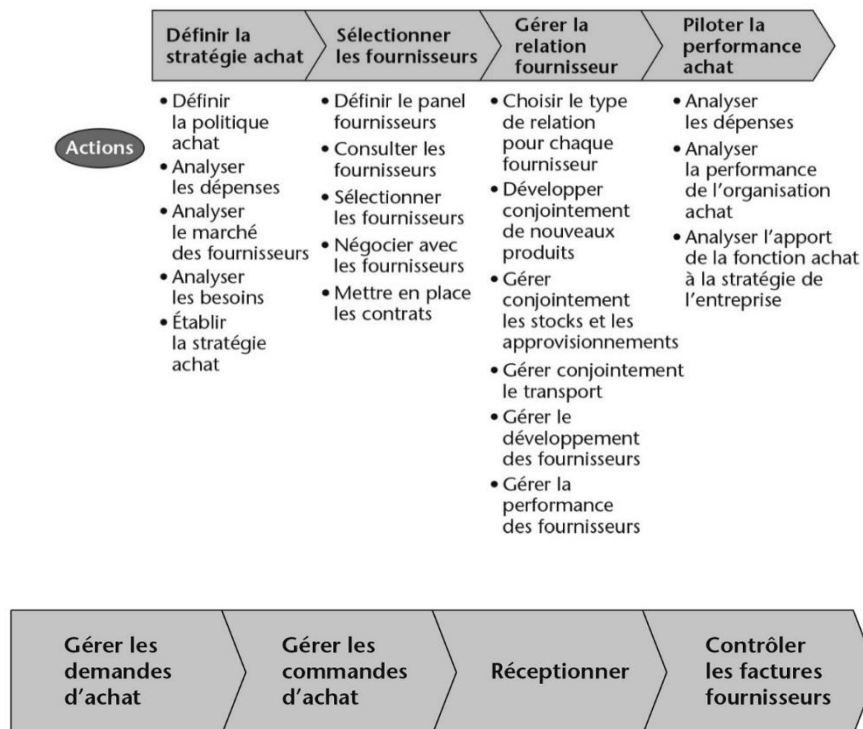 Définir la
stratégie achat
Sélectionner
les fournisseurs
Gérer la
relation
fournisseur
Piloter la
performance
achat
Actions
• Définir
la politique
achat
• Analyser
les dépenses
• Analyser
le marché
des fournisseurs
• Analyser
les besoins
• Établir
la stratégie
achat
• Définir le panel
fournisseurs
• Consulter les
fournisseurs
• Sélectionner
les fournisseurs
• Négocier avec
les fournisseurs
• Mettre en place
les contrats
• Choisir le type
de relation
pour chaque
fournisseur
• Développer
conjointement
de nouveaux
produits
• Gérer
conjointement
les stocks et les
approvisionnements
• Gérer conjointement
le transport
• Gérer le
développement
des fournisseurs
• Gérer la
performance
des fournisseurs
• Analyser
les dépenses
• Analyser
la performance
de l'organisation
achat
• Analyser l'apport
de la fonction achat
à la stratégie de
l'entreprise
Gérer les
demandes
d'achat
Gérer les
commandes
d'achat
Réceptionner
Contrôler
les factures
fournisseurs